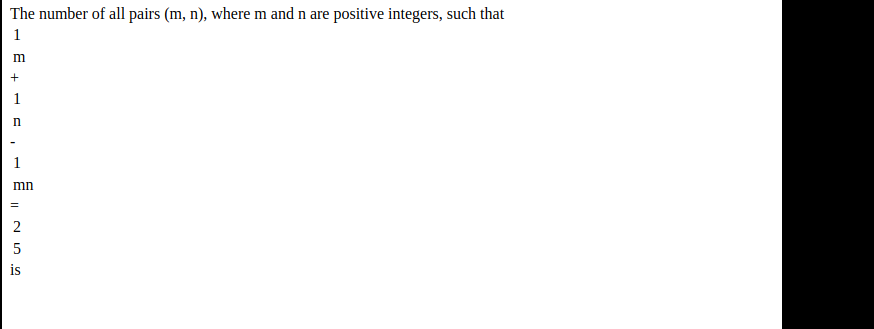 The number of all pairs (m, n), where m and n are positive integers, such that
1
m
+
1
n
-
1
mn
=
2
5
is